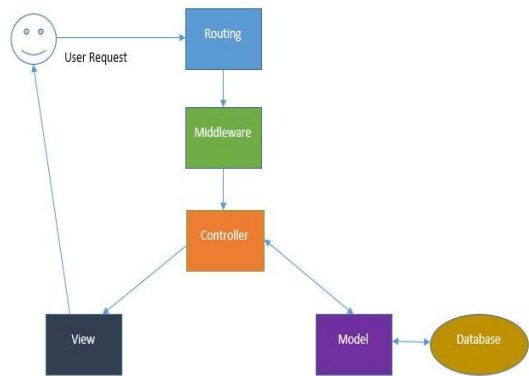 Routing
User Request
Middleware
Controller
View
Model
Database